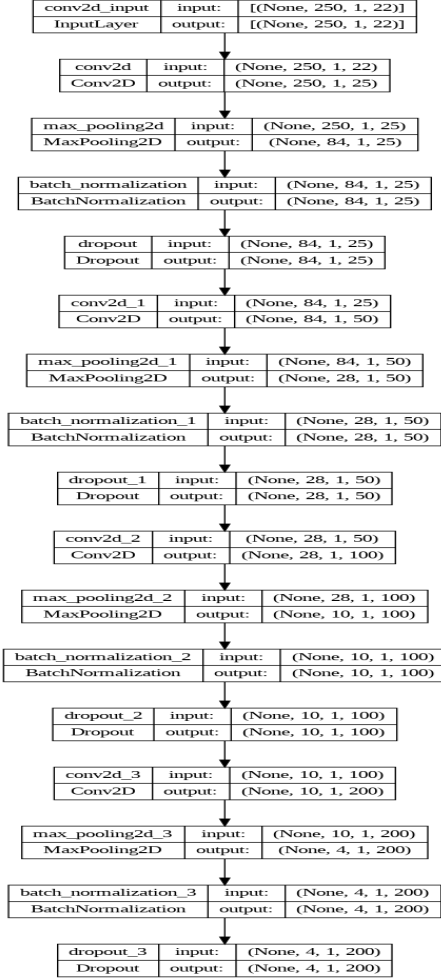 conv2d_input input: [(None, 250, 1, 22)]
InputLayer output: [(None, 250, 1, 22)]
conv2d input: (None, 250, 1, 22)
Conv2D output: (None, 250, 1, 25)
max_pooling2d input: (None, 250, 1, 25)
MaxPooling2D output: (None, 84, 1, 25)
batch_normalization input: (None, 84, 1, 25)
BatchNormalization output: (None, 84, 1, 25)
dropout input: (None, 84, 1, 25)
Dropout output: (None, 84, 1, 25)
conv2d_1 input: (None, 84, 1, 25)
Conv2D output: (None, 84, 1, 50)
max_pooling2d_1 input: (None, 84, 1, 50)
MaxPooling2D output: (None, 28, 1, 50)
batch_normalization_1 input: (None, 28, 1, 50)
BatchNormalization output: (None, 28, 1, 50)
dropout_1 input: (None, 28, 1, 50)
Dropout output: (None, 28, 1, 50)
conv2d_2 input: (None, 28, 1, 50)
Conv2D output: (None, 28, 1, 100)
max_pooling2d_2 input: (None, 28, 1, 100)
MaxPooling2D output: (None, 10, 1, 100)
batch_normalization_2 input: (None, 10, 1, 100)
BatchNormalization output: (None, 10, 1, 100)
dropout_2 input: (None, 10, 1, 100)
Dropout output: (None, 10, 1, 100)
conv2d_3 input: (None, 10, 1, 100)
Conv2D output: (None, 10, 1, 200)
max_pooling2d_3 input: (None, 10, 1, 200)
MaxPooling2D output: (None, 4, 1, 200)
batch_normalization_3 input: (None, 4, 1, 200)
BatchNormalization output: (None, 4, 1, 200)
dropout_3 input: (None, 4, 1, 200)
Dropout output: (None, 4, 1, 200)